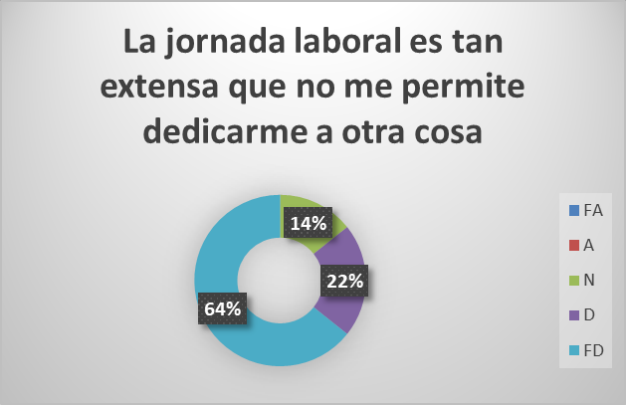 La jornada laboral es tan
extensa que no me permite
dedicarme a otra cosa
14%
22%
64%
FA
A
N
D
FD